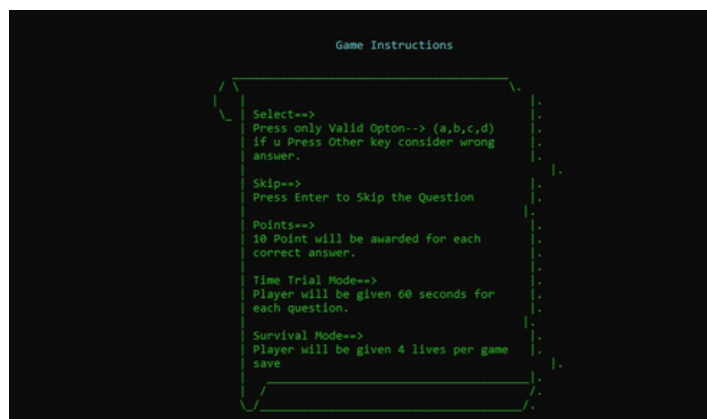 Game Instructions
Select==>
Press only Valid Opton--> (a,b,c,d)
if u Press Other key consider wrong
answer.
Skip==>
Press Enter to Skip the Question
Points==>
10 Point will be awarded for each
correct answer.
Time Trial Mode==>
Player will be given 60 seconds for
each question.
Survival Mode==>
Player will be given 4 lives per game
save